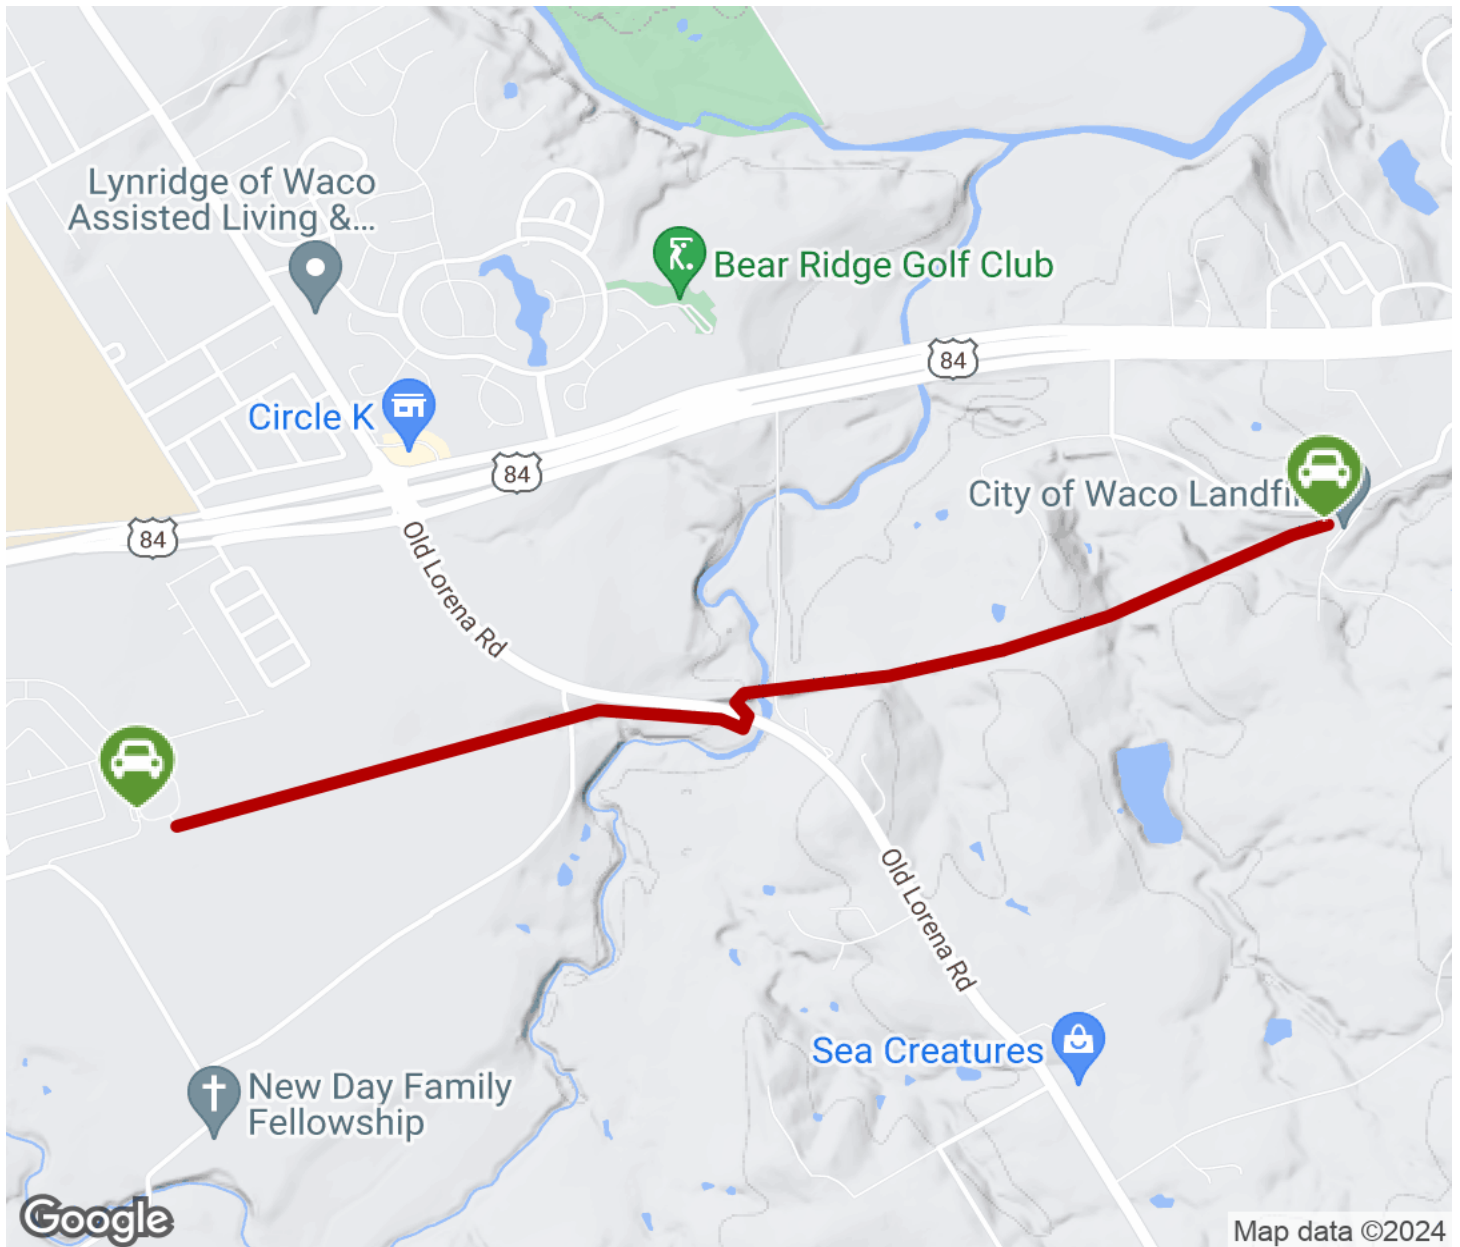 Lynridge of Waco
Assisted Living &...
Bear Ridge Golf Club
84
Circle K
84
84
City of Waco Landfi
Old Lorena Rd
Old Lorena Rd
Sea Creatures
New Day Family
Fellowship
Google
Map data ©2024